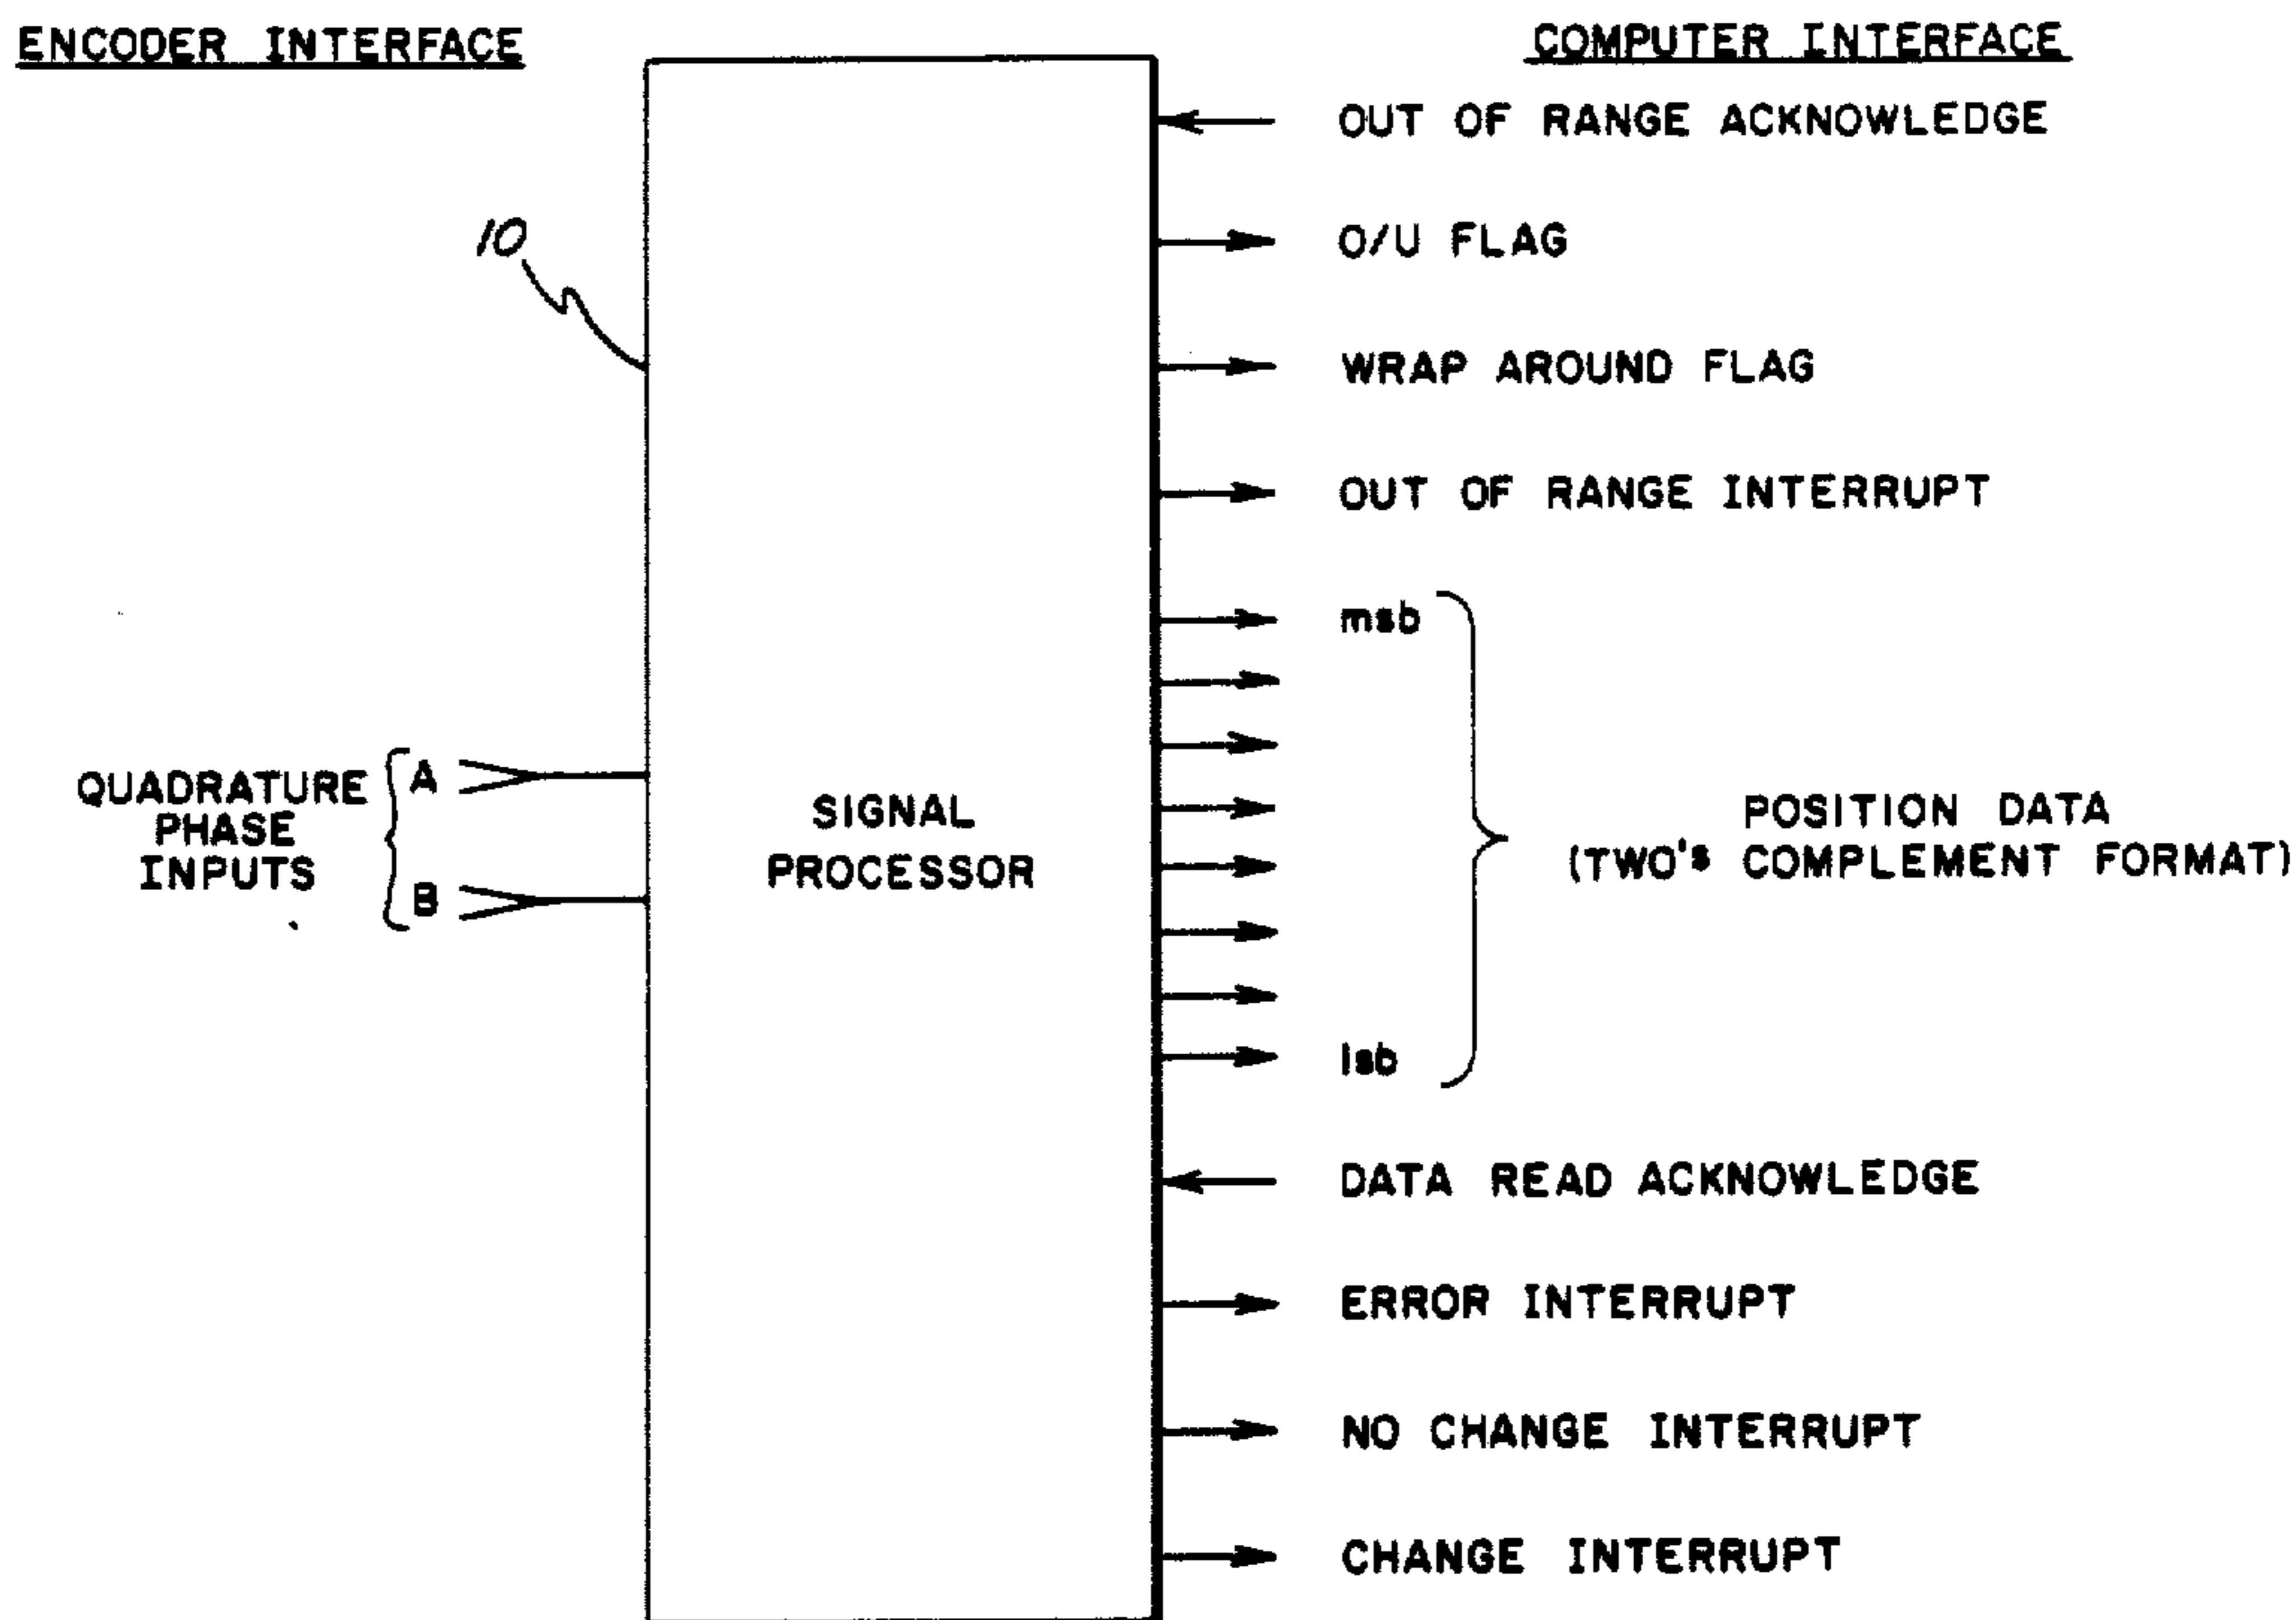 ENCODER INTERFACE
COMPUTER INTERFACE
OUT OF RANGE ACKNOWLEDGE
10
O/U FLAG
WRAP AROUND FLAG
OUT OF RANGE INTERRUPT
msb
QUADRATURE
PHASE
INPUTS
A
B
SIGNAL
PROCESSOR
POSITION DATA
(TWO's COMPLEMENT FORMAT)
lsb
DATA READ ACKNOWLEDGE
ERROR INTERRUPT
NO CHANGE INTERRUPT
CHANGE INTERRUPT